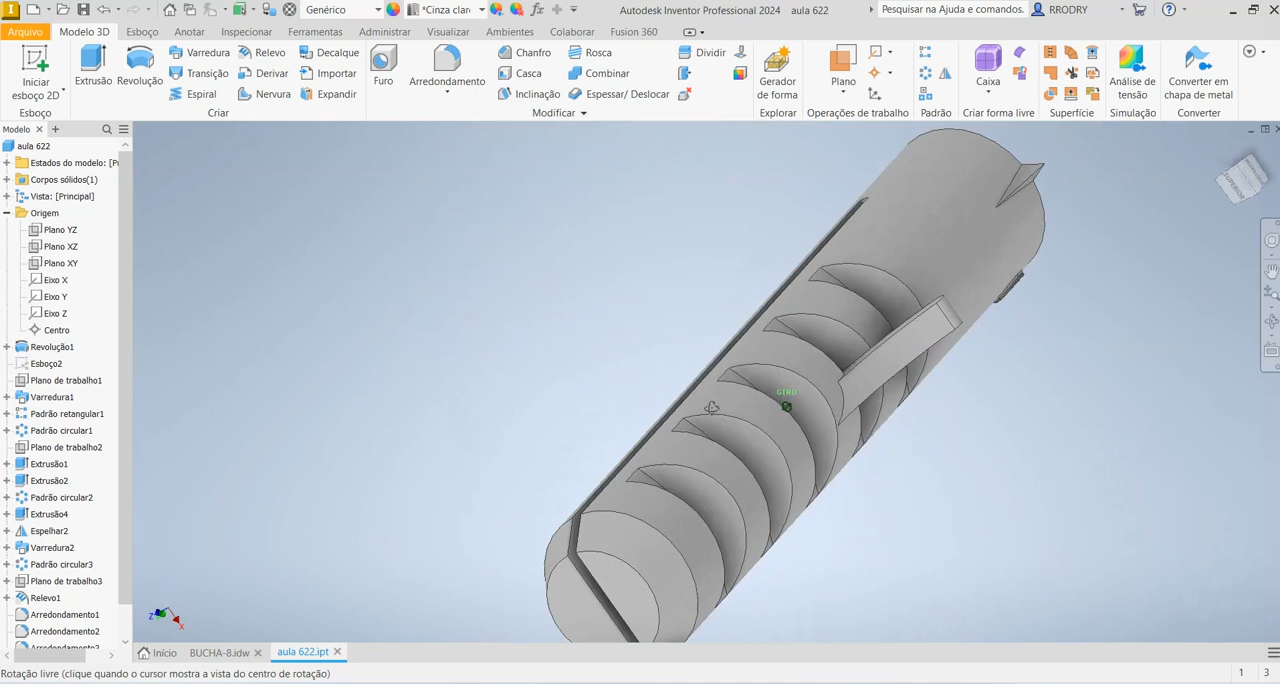 Genérico
*Cinza clar
Autodesk Inventor Professional 2024 aula 622
Pesquisar na Ajuda e comandos.
RRODRY
Arquivo Modelo 3D Esboço Anotar Inspecionar Ferramentas Administrar Visualizar Ambientes Colaborar Fusion 360
Iniciar
esboço 2D
Esboço
Extrusão
Revolução
Varredura
Transição
Espiral
Relevo
Derivar
Nervura
Decalque
Importar
Expandir
Criar
Furo
Arredondamento
Chanfro
Casca
Inclinação
Rosca
Combinar
Espessar/ Deslocar
Dividir
Modificar
Gerador
de forma
Explorar
Plano
Operações de trabalho
Padrão
Caixa
Criar forma livre
Superfície
Análise de
tensão
Simulação
Converter em
chapa de metal
Converter
Modelo
aula 622
Estados do modelo: [Pr
Corpos sólidos(1)
Vista: [Principal]
Origem
Plano YZ
Plano XZ
Plano XY
Eixo X
Eixo Y
Eixo Z
Centro
Revolução1
Esboço2
Plano de trabalho1
Varredura1
Padrão retangular1
Padrão circular1
Plano de trabalho2
Extrusão1
Extrusão2
Padrão circular2
Extrusão4
Espelhar2
Varredura2
Padrão circular3
Plano de trabalho3
Relevo1
Arredondamento1
Arredondamento2
Arredondamento3
GIRO
SUPERIOR
Z
X
Início BUCHA-8.idw aula 622.ipt
Rotação livre (clique quando o cursor mostra a vista do centro de rotação)
1 3